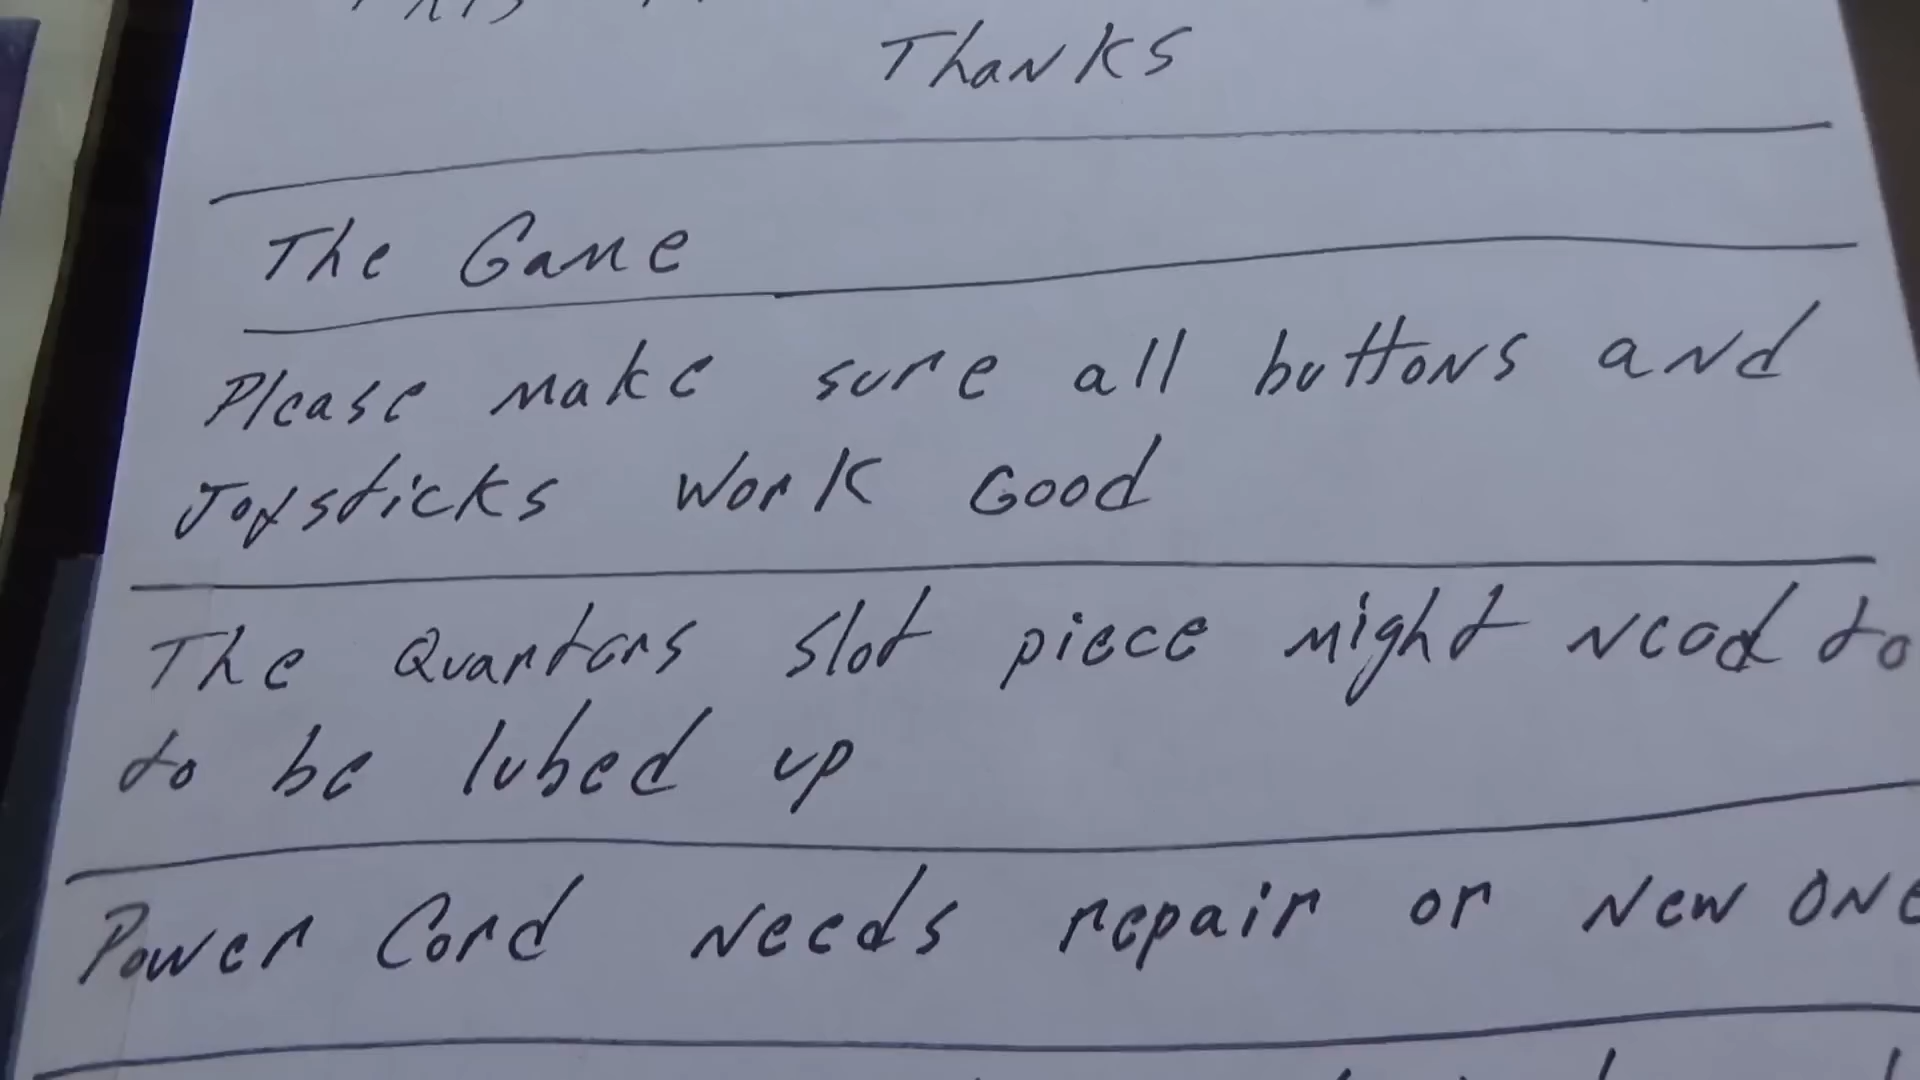 Thanks
The Game
Please make sure all buttons and
Joysticks work Good
The Quarters slot piece might need to
to be lubed up
Power Cord Needs repair or New ONE